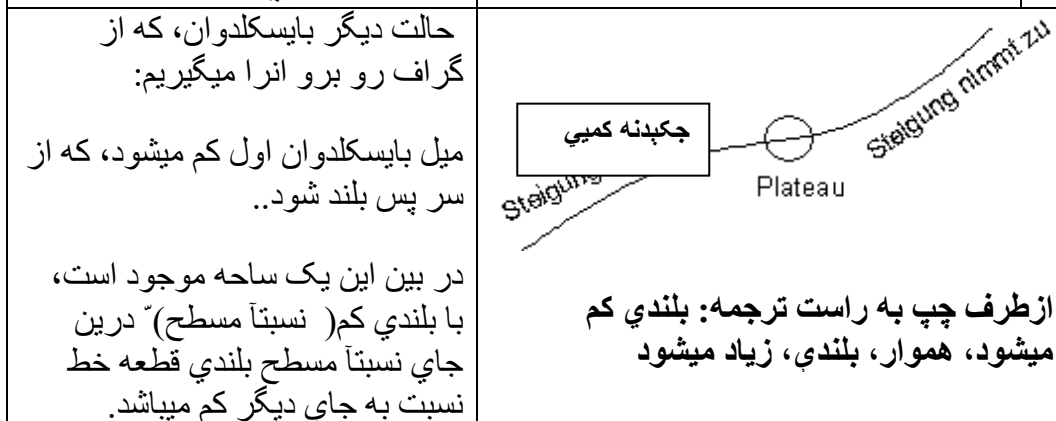 حالت دیگر بایسکلدوان، که از
گراف رو برو انرا میگیریم:
میل بایسکلدوان اول کم میشود، که از
سر پس بلند شود..
در بین این یک ساحه موجود است،
با بلندي کم( نسبتآ مسطح)ّ درین
جاي نسبتآ مسطح بلندي قطعه خط
نسبت به جاي دیگر کم میباشد.
Steigung nimmt zu
جکېدنه کمیي
Steigung
Plateau
ازطرف چپ به راست ترجمه: بلندي کم
میشود، هموار، بلندې، زیاد میشود